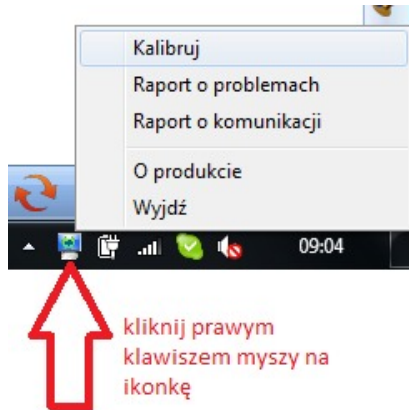 Kalibruj
Raport o problemach
Raport o komunikacji
O produkcie
Wyjdź
09:04
kliknij prawym
klawiszem myszy na
ikonkę